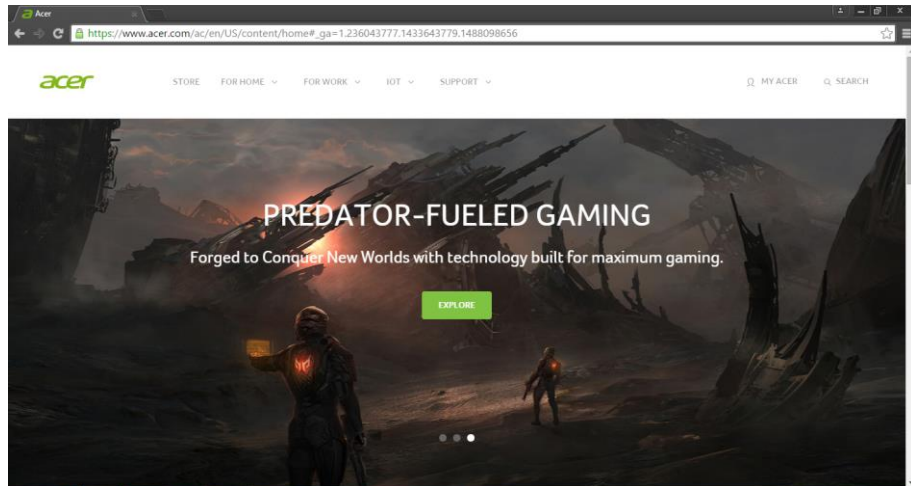 Acer
https://www.acer.com/ac/en/US/content/home#_ga=1.236043777.1433643779.1488098656
acer
STORE FOR HOME FOR WORK IOT SUPPORT MY ACER SEARCH
PREDATOR-FUELED GAMING
Forged to Conquer New Worlds with technology built for maximum gaming.
EXPLORE